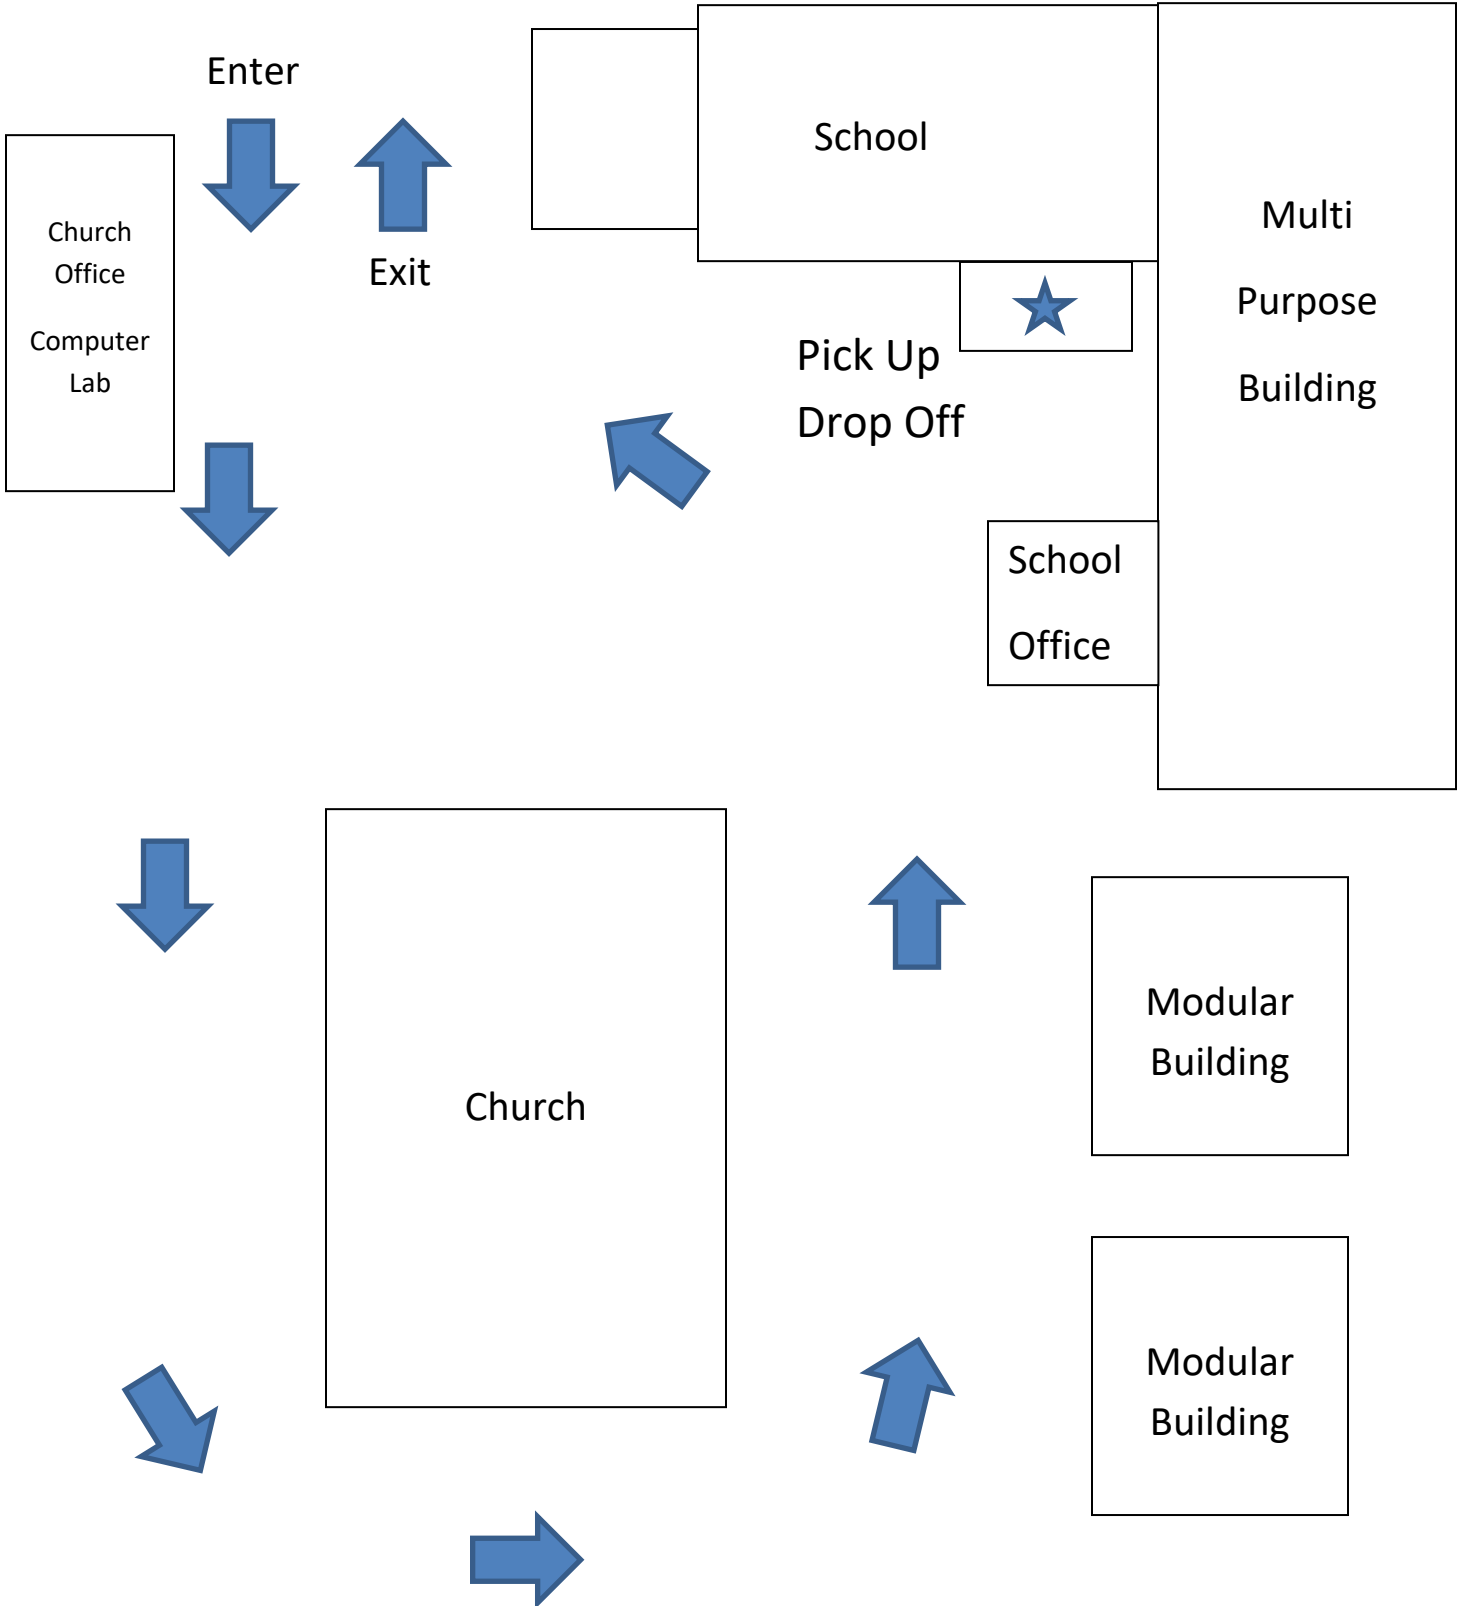 Enter
School
Multi
Purpose
Building
Church
Office
Computer
Lab
Exit
Pick Up
Drop Off
School
Office
Church
Modular
Building
Modular
Building